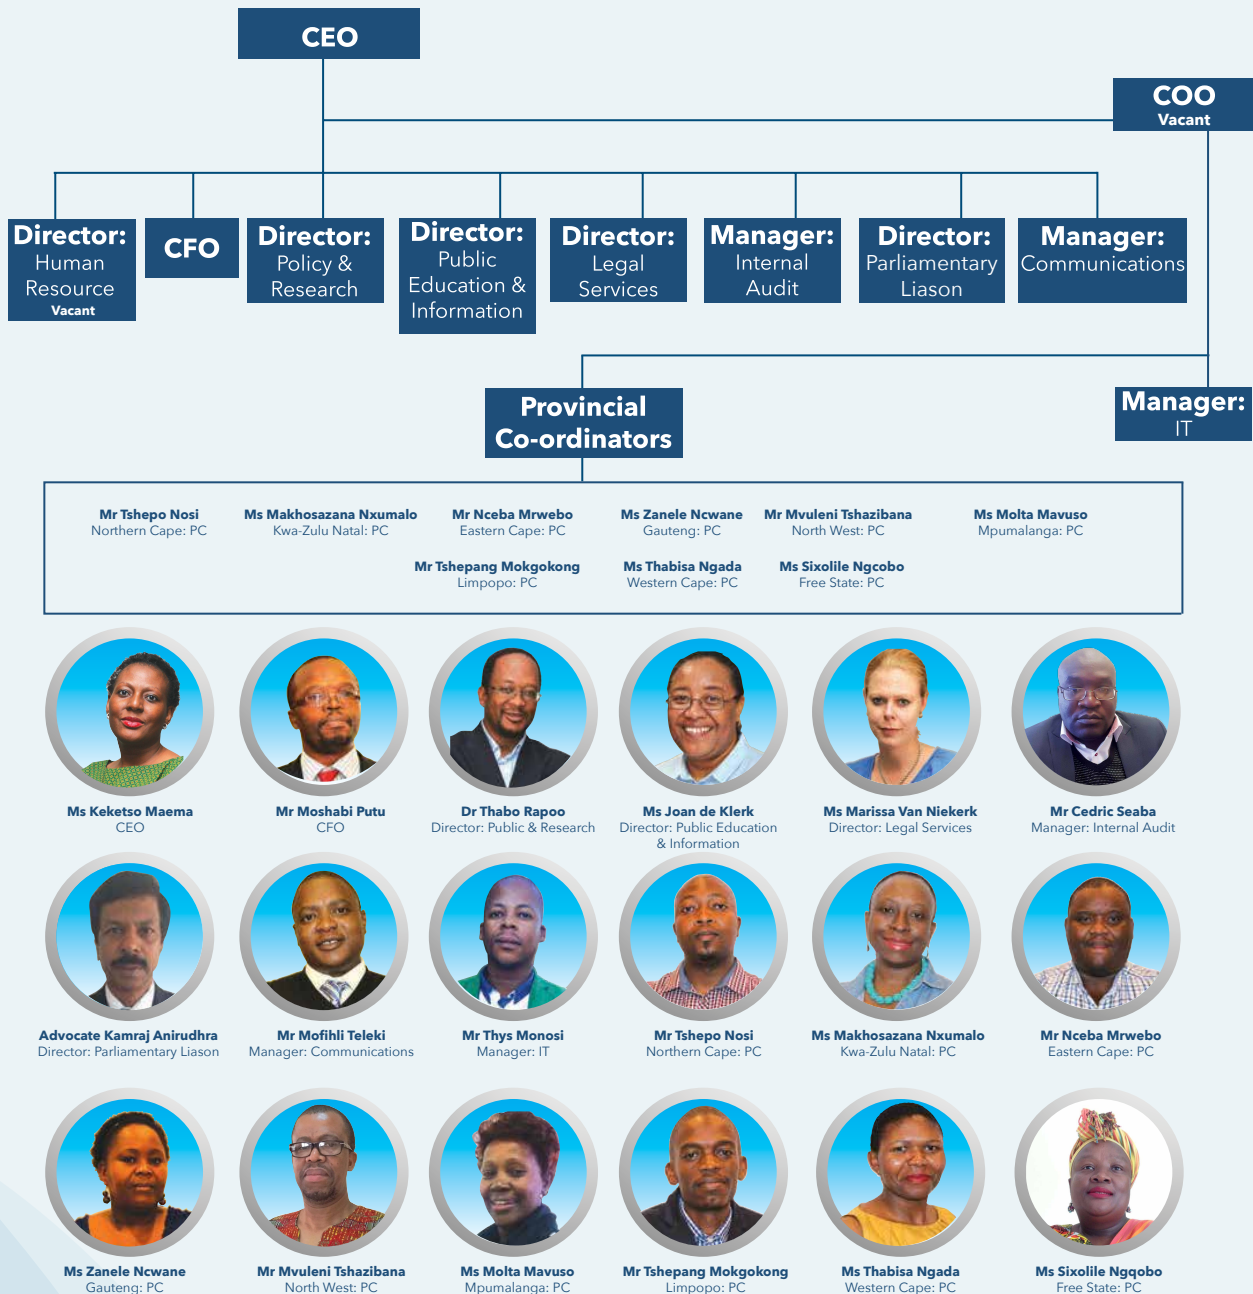 CEO
COO
Vacant
Director:
Human
Resource
Vacant
CFO
Director:
Policy &
Research
Director:
Public
Education &
Information
Director:
Legal
Services
Manager:
Internal
Audit
Director:
Parliamentary
Liason
Manager:
Communications
Provincial
Co-ordinators
Manager:
IT
Mr Tshepo Nosi
Northern Cape: PC
Ms Makhosazana Nxumalo
Kwa-Zulu Natal: PC
Mr Nceba Mrwebo
Eastern Cape: PC
Ms Zanele Ncwane
Gauteng: PC
Mr Mvuleni Tshazibana
North West: PC
Ms Molta Mavuso
Mpumalanga: PC
Mr Tshepang Mokgokong
Limpopo: PC
Ms Thabisa Ngada
Western Cape: PC
Ms Sixolile Ngcobo
Free State: PC
Ms Keketso Maema
CEO
Mr Moshabi Putu
CFO
Dr Thabo Rapoo
Director: Public & Research
Ms Joan de Klerk
Director: Public Education
& Information
Ms Marissa Van Niekerk
Director: Legal Services
Mr Cedric Seaba
Manager: Internal Audit
Advocate Kamraj Anirudhra
Director: Parliamentary Liason
Mr Mofihli Teleki
Manager: Communications
Mr Thys Monosi
Manager: IT
Mr Tshepo Nosi
Northern Cape: PC
Ms Makhosazana Nxumalo
Kwa-Zulu Natal: PC
Mr Nceba Mrwebo
Eastern Cape: PC
Ms Zanele Ncwane
Gauteng: PC
Mr Mvuleni Tshazibana
North West: PC
Ms Molta Mavuso
Mpumalanga: PC
Mr Tshepang Mokgokong
Limpopo: PC
Ms Thabisa Ngada
Western Cape: PC
Ms Sixolile Ngqobo
Free State: PC